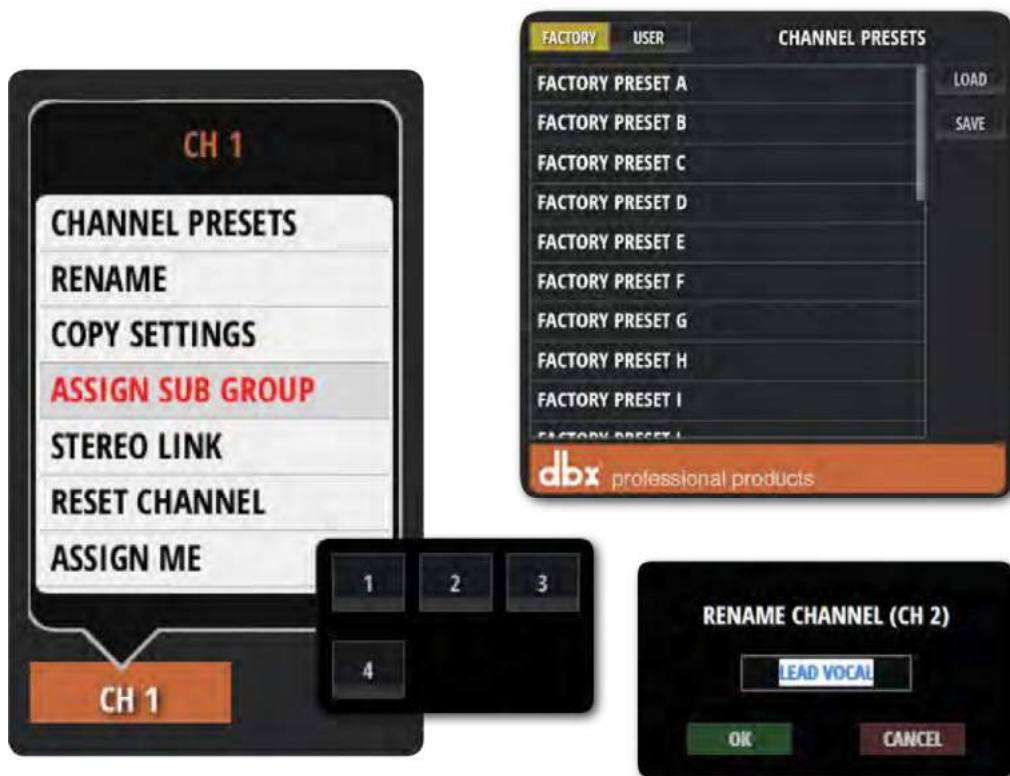 CH 1
CHANNEL PRESETS
RENAME
COPY SETTINGS
ASSIGN SUB GROUP
STEREO LINK
RESET CHANNEL
ASSIGN ME
CH 1
1 2 3
4
FACTORY USER CHANNEL PRESETS
LOAD
SAVE
FACTORY PRESET A
FACTORY PRESET B
FACTORY PRESET C
FACTORY PRESET D
FACTORY PRESET E
FACTORY PRESET F
FACTORY PRESET G
FACTORY PRESET H
FACTORY PRESET I
dbx professional products
RENAME CHANNEL (CH 2)
LEAD VOCAL
OK CANCEL